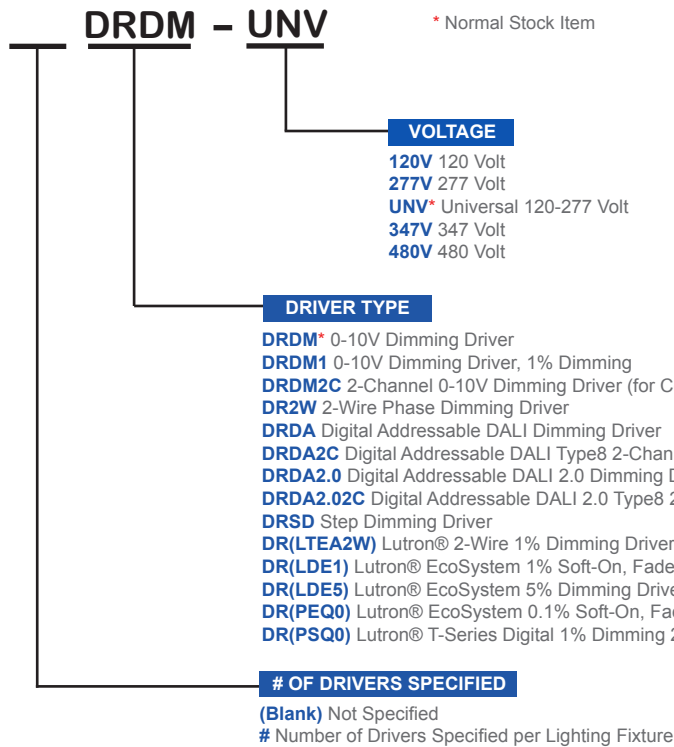 DRDM – UNV
* Normal Stock Item
VOLTAGE
120V 120 Volt
277V 277 Volt
UNV* Universal 120-277 Volt
347V 347 Volt
480V 480 Volt
DRIVER TYPE
DRDM* 0-10V Dimming Driver
DRDM1 0-10V Dimming Driver, 1% Dimming
DRDM2C 2-Channel 0-10V Dimming Driver (for C
DR2W 2-Wire Phase Dimming Driver
DRDA Digital Addressable DALI Dimming Driver
DRDA2C Digital Addressable DALI Type8 2-Chan
DRDA2.0 Digital Addressable DALI 2.0 Dimming D
DRDA2.02C Digital Addressable DALI 2.0 Type8 2
DRSD Step Dimming Driver
DR(LTEA2W) Lutron® 2-Wire 1% Dimming Driver
DR(LDE1) Lutron® EcoSystem 1% Soft-On, Fade
DR(LDE5) Lutron® EcoSystem 5% Dimming Drive
DR(PEQ0) Lutron® EcoSystem 0.1% Soft-On, Fad
DR(PSQ0) Lutron® T-Series Digital 1% Dimming 2
# OF DRIVERS SPECIFIED
(Blank) Not Specified
# Number of Drivers Specified per Lighting Fixture